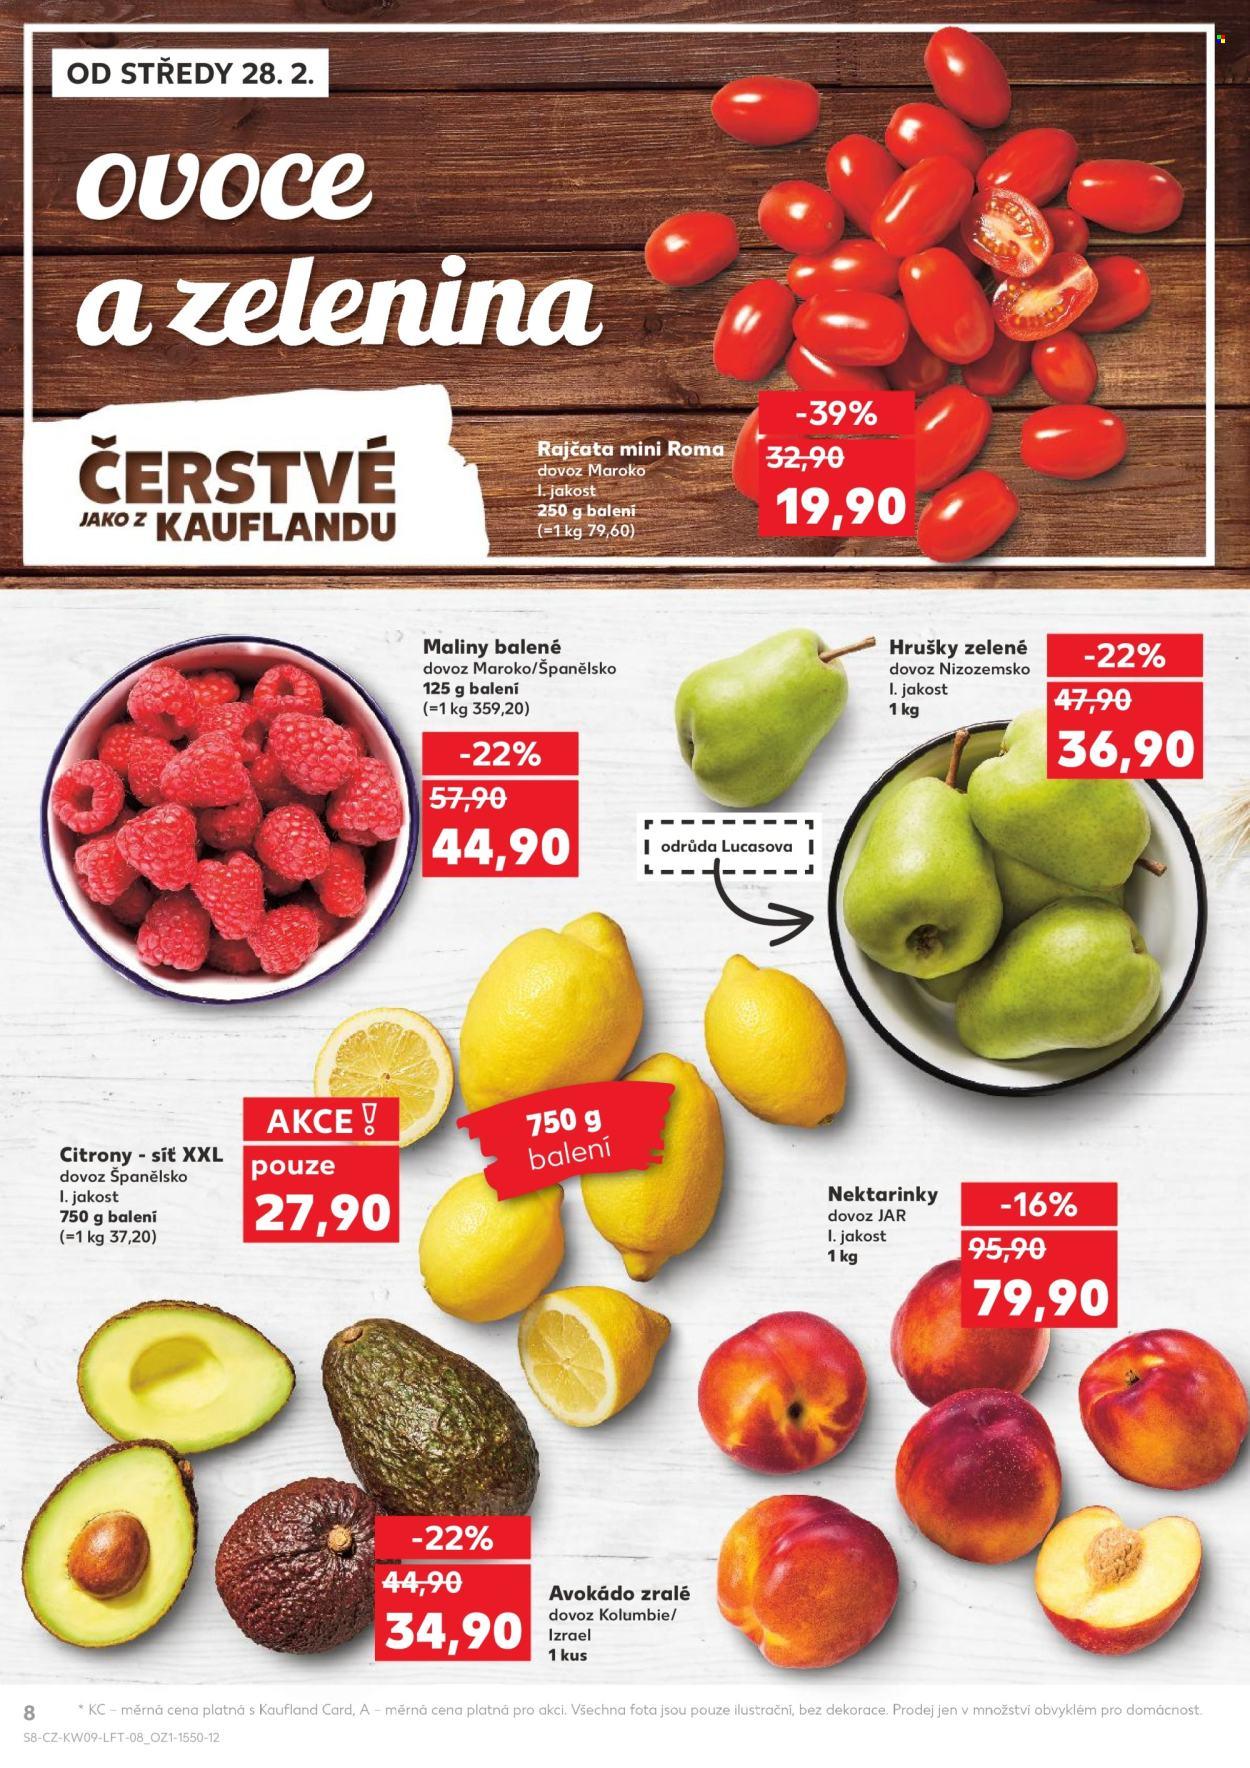 OD STŘEDY 28. 2.
ovoce
a zelenina
ČERSTVÉ
JAKO Z KAUFLANDU
Rajčata mini Roma
dovoz Maroko
I. jakost
250 g balení
(=1 kg 79,60)
-39%
32,90
19,90
Maliny balené
dovoz Maroko/Španělsko
125 g balení
(=1 kg 359,20)
-22%
57,90
44,90
Hrušky zelené
dovoz Nizozemsko
I. jakost
1 kg
-22%
47,90
36,90
odrůda Lucasova
Citrony - síť XXL
dovoz Španělsko
I. jakost
750 g balení
(=1 kg 37,20)
AKCE!
pouze
27,90
750 g
balení
Nektarinky
dovoz JAR
I. jakost
1 kg
-16%
95,90
79,90
-22%
44,90
34,90
Avokádo zralé
dovoz Kolumbie/
Izrael
1 kus
8
* KC – měrná cena platná s Kaufland Card, A – měrná cena platná pro akci. Všechna fota jsou pouze ilustrační, bez dekorace. Prodej jen v množství obvyklém pro domácnost.
S8-CZ-KW09-LFT-08_OZ1-1550-12